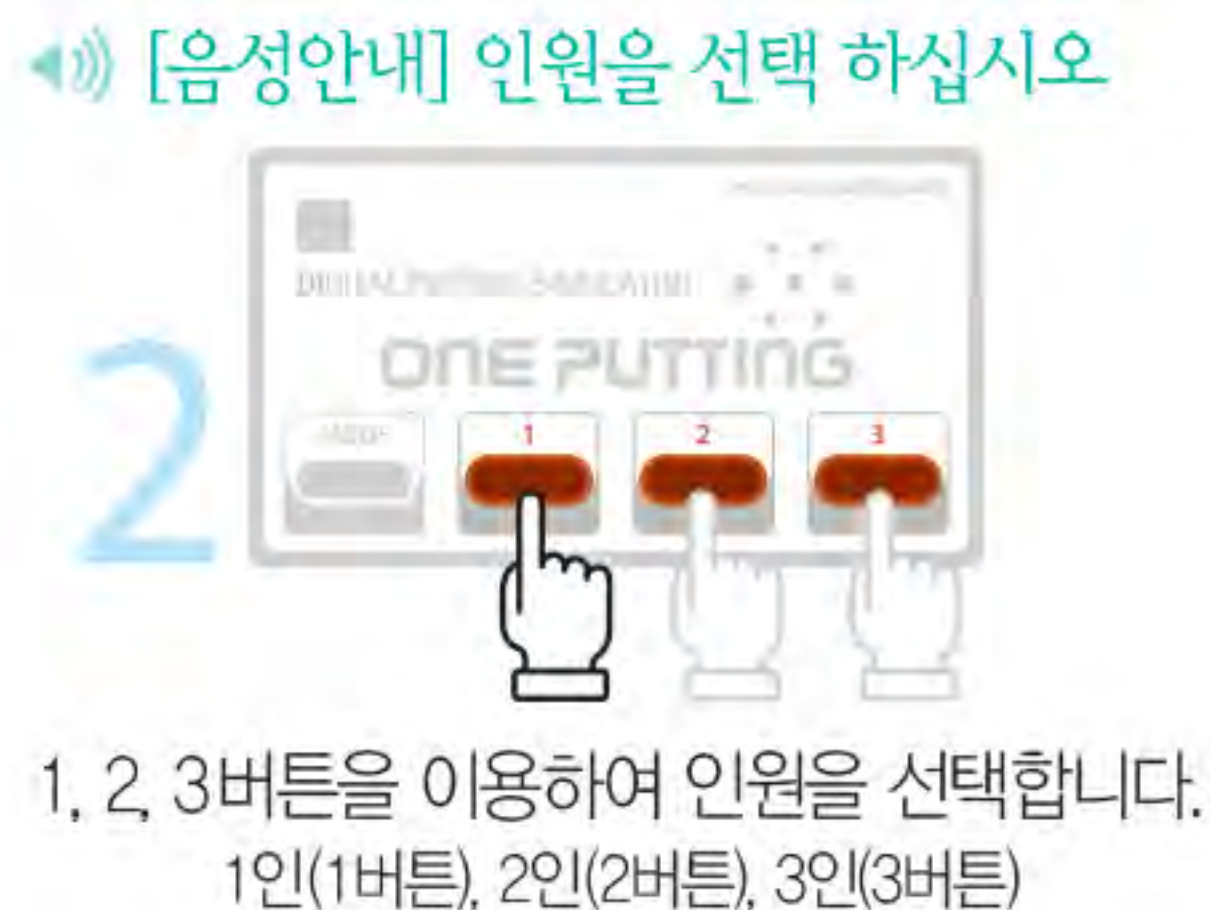 [음성안내] 인원을 선택 하십시오
ONE PUTTING
2
1
2
3
1, 2, 3버튼을 이용하여 인원을 선택합니다.
1인(1버튼), 2인(2버튼), 3인(3버튼)